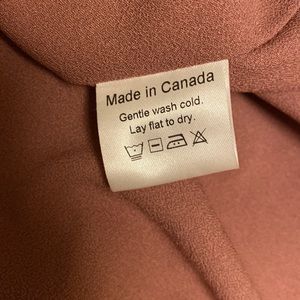 Made in Canada
Gentle wash cold.
Lay flat to dry.